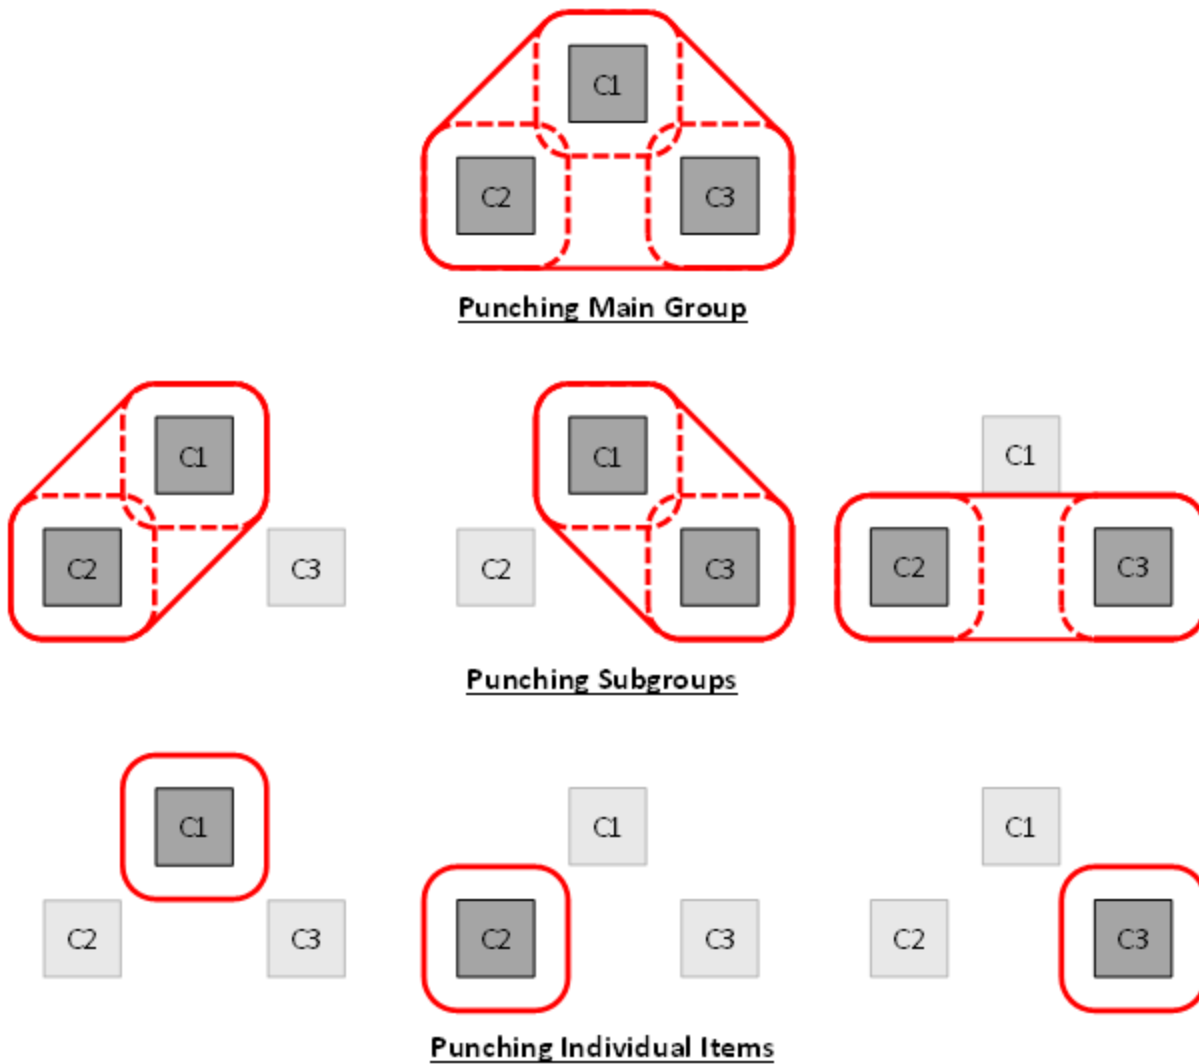 C1
C2 C3
Punching Main Group
C1 C1 C1
C2 C3 C2 C3 C2 C3
Punching Subgroups
C1 C1 C1
C2 C3 C2 C3 C2 C3
Punching Individual Items